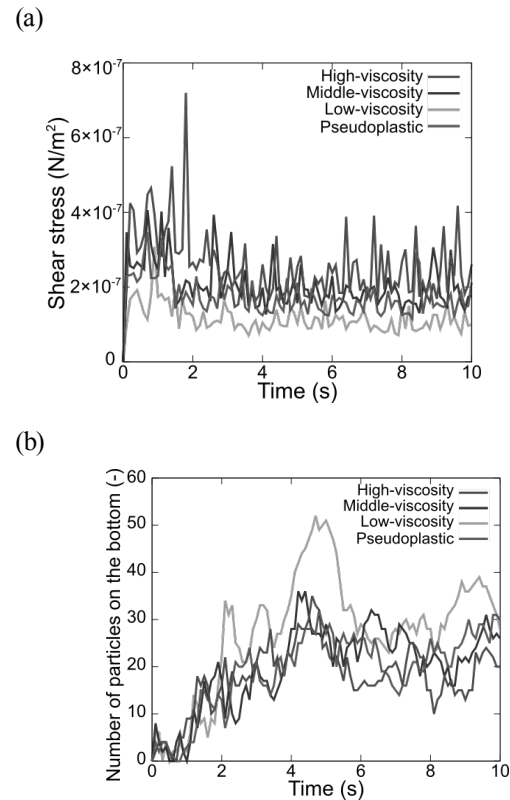 (a)
8×10⁻⁷
6×10⁻⁷
4×10⁻⁷
2×10⁻⁷
0
Shear stress (N/m²)
High-viscosity
Middle-viscosity
Low-viscosity
Pseudoplastic
0 2 4 6 8 10
Time (s)
(b)
60
50
40
30
20
10
0
Number of particles on the bottom (-)
High-viscosity
Middle-viscosity
Low-viscosity
Pseudoplastic
0 2 4 6 8 10
Time (s)